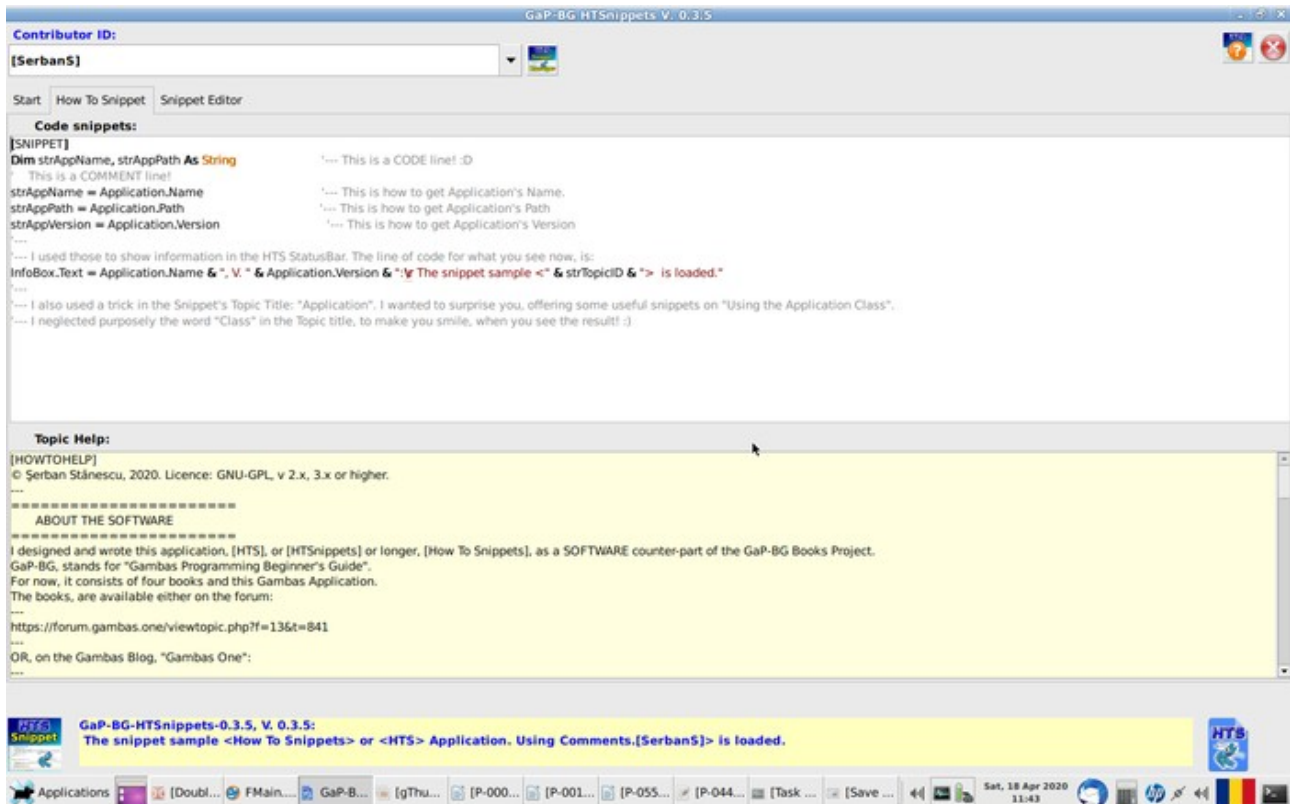 GaP-BG HTSnippets V. 0.3.5
Contributor ID:
[SerbanS]
Start How To Snippet Snippet Editor
Code snippets:
[SNIPPET]
Dim strAppName, strAppPath As String '--- This is a CODE line! :D
' This is a COMMENT line!
strAppName = Application.Name '--- This is how to get Application's Name.
strAppPath = Application.Path '--- This is how to get Application's Path
strAppVersion = Application.Version '--- This is how to get Application's Version
'---
'--- I used those to show information in the HTS StatusBar. The line of code for what you see now, is:
InfoBox.Text = Application.Name & ", V. " & Application.Version & ":\r The snippet sample <" & strTopicID & "> is loaded."
'---
'--- I also used a trick in the Snippet's Topic Title: "Application". I wanted to surprise you, offering some useful snippets on "Using the Application Class".
'--- I neglected purposely the word "Class" in the Topic title, to make you smile, when you see the result! :)
Topic Help:
[HOWTOHELP]
© Şerban Stănescu, 2020. Licence: GNU-GPL, v 2.x, 3.x or higher.
---
=======================
ABOUT THE SOFTWARE
=======================
I designed and wrote this application, [HTS], or [HTSnippets] or longer, [How To Snippets], as a SOFTWARE counter-part of the GaP-BG Books Project.
GaP-BG, stands for "Gambas Programming Beginner's Guide".
For now, it consists of four books and this Gambas Application.
The books, are available either on the forum:
---
https://forum.gambas.one/viewtopic.php?f=13&t=841
---
OR, on the Gambas Blog, "Gambas One":
---
HTS Snippet
GaP-BG-HTSnippets-0.3.5, V. 0.3.5:
The snippet sample <How To Snippets> or <HTS> Application. Using Comments.[SerbanS]> is loaded.
HTS
Applications [Doubl... FMain.... GaP-B... [gThu... [P-000... [P-001... [P-055... [P-044... [Task ... [Save ... Sat, 18 Apr 2020
11:43